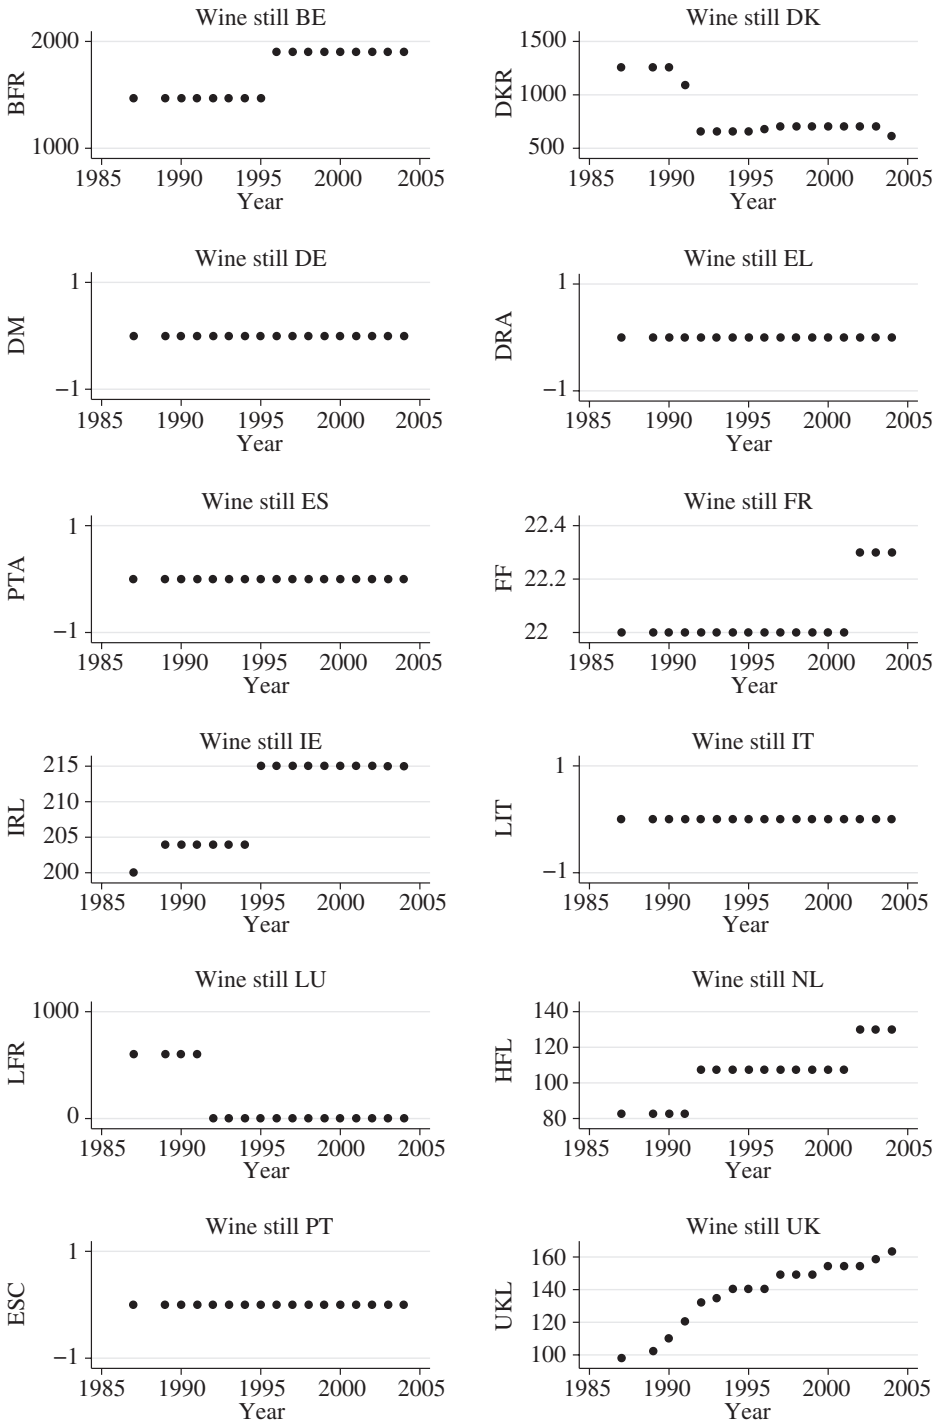 Wine still BE
BFR
2000
1000
1985 1990 1995 2000 2005
Year
Wine still DK
DKR
1500
1000
500
1985 1990 1995 2000 2005
Year
Wine still DE
DM
1
−1
1985 1990 1995 2000 2005
Year
Wine still EL
DRA
1
−1
1985 1990 1995 2000 2005
Year
Wine still ES
PTA
1
−1
1985 1990 1995 2000 2005
Year
Wine still FR
FF
22.4
22.2
22
1985 1990 1995 2000 2005
Year
Wine still IE
IRL
215
210
205
200
1985 1990 1995 2000 2005
Year
Wine still IT
LIT
1
−1
1985 1990 1995 2000 2005
Year
Wine still LU
LFR
1000
0
1985 1990 1995 2000 2005
Year
Wine still NL
HFL
140
120
100
80
1985 1990 1995 2000 2005
Year
Wine still PT
ESC
1
−1
1985 1990 1995 2000 2005
Year
Wine still UK
UKL
160
140
120
100
1985 1990 1995 2000 2005
Year